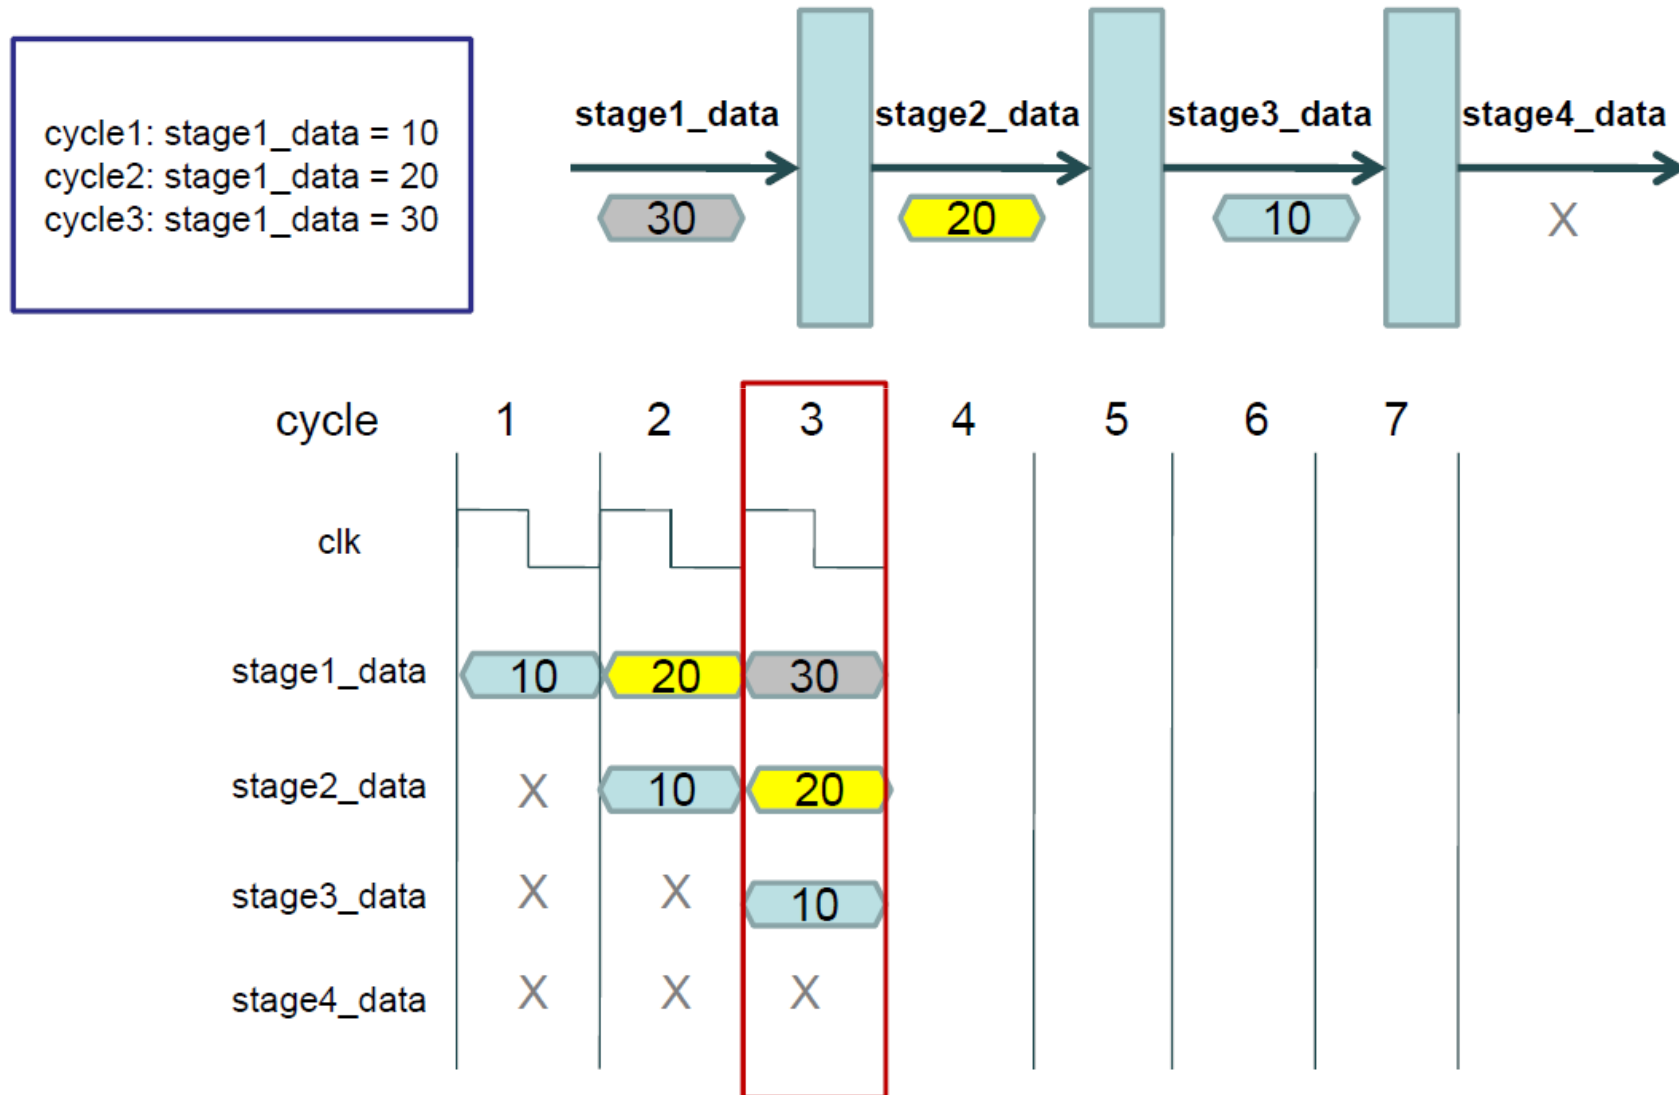 cycle1: stage1_data = 10
cycle2: stage1_data = 20
cycle3: stage1_data = 30
stage1_data stage2_data stage3_data stage4_data
30 20 10 X
cycle 1 2 3 4 5 6 7
clk
stage1_data 10 20 30
stage2_data X 10 20
stage3_data X X 10
stage4_data X X X